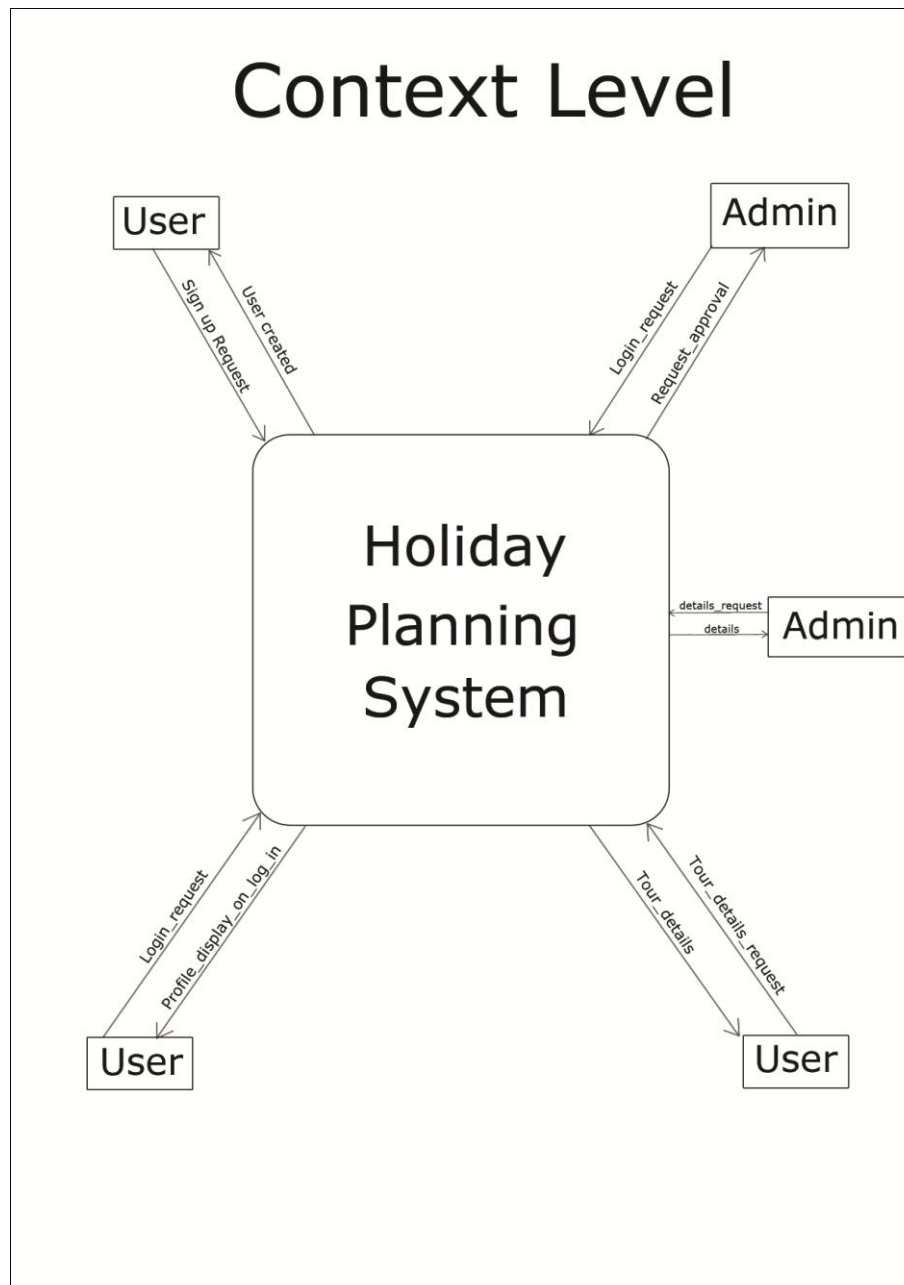 Context Level
User
Admin
Sign up Request
User created
Login_request
Request_approval
Holiday
Planning
System
details_request
details
Admin
Login_request
Profile_display_on_log_in
Tour_details
Tour_details_request
User
User